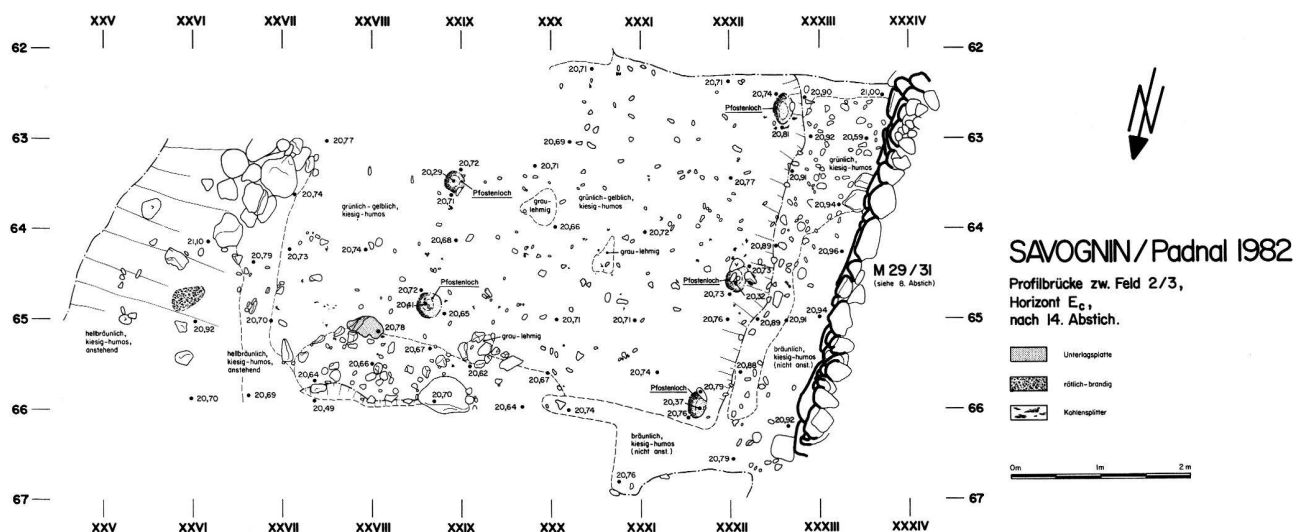 XXV XXVI XXVII XXVIII XXIX XXX XXXI XXXII XXXIII XXXIV
62 62
20,71 20,71 20,74 20,90 21,00
Pfostenloch
63 20,77 20,69 20,81 20,92 20,59 63
grünlich,
kiesig-humos
20,72 20,71 20,91
20,29 20,77
Pfostenloch
20,74 20,71
grünlich-gelblich,
kiesig-humos
grau-
lehmig
grünlich-gelblich,
kiesig-humos
20,94
64 20,66 20,72 64
21,10 20,79 20,73 20,74 20,68 20,89 20,96
grau-lehmig
20,73
Pfostenloch
M 29/31
(siehe 8. Abstich)
20,72 Pfostenloch 20,73 20,32
20,61
20,65
65 20,92 20,70 20,78 20,71 20,71 20,89 20,91 20,94 65
hellbräunlich,
kiesig-humos,
anstehend
hellbräunlich,
kiesig-humos,
anstehend
grau-lehmig
20,67
bräunlich,
kiesig-humos
(nicht anst.)
20,66 20,62 20,67 20,74 20,88
20,64
Pfostenloch 20,79
66 20,70 20,69 20,49 20,70 20,64 20,74 20,37 20,76 20,92 66
bräunlich,
kiesig-humos
(nicht anst.)
20,79
20,76
67 67
XXV XXVI XXVII XXVIII XXIX XXX XXXI XXXII XXXIII XXXIV
SAVOGNIN/Padnal 1982
Profilbrücke zw. Feld 2/3,
Horizont Ec,
nach 14. Abstich.
Unterlagsplatte
rötlich-brandig
Kohlensplitter
0m 1m 2m